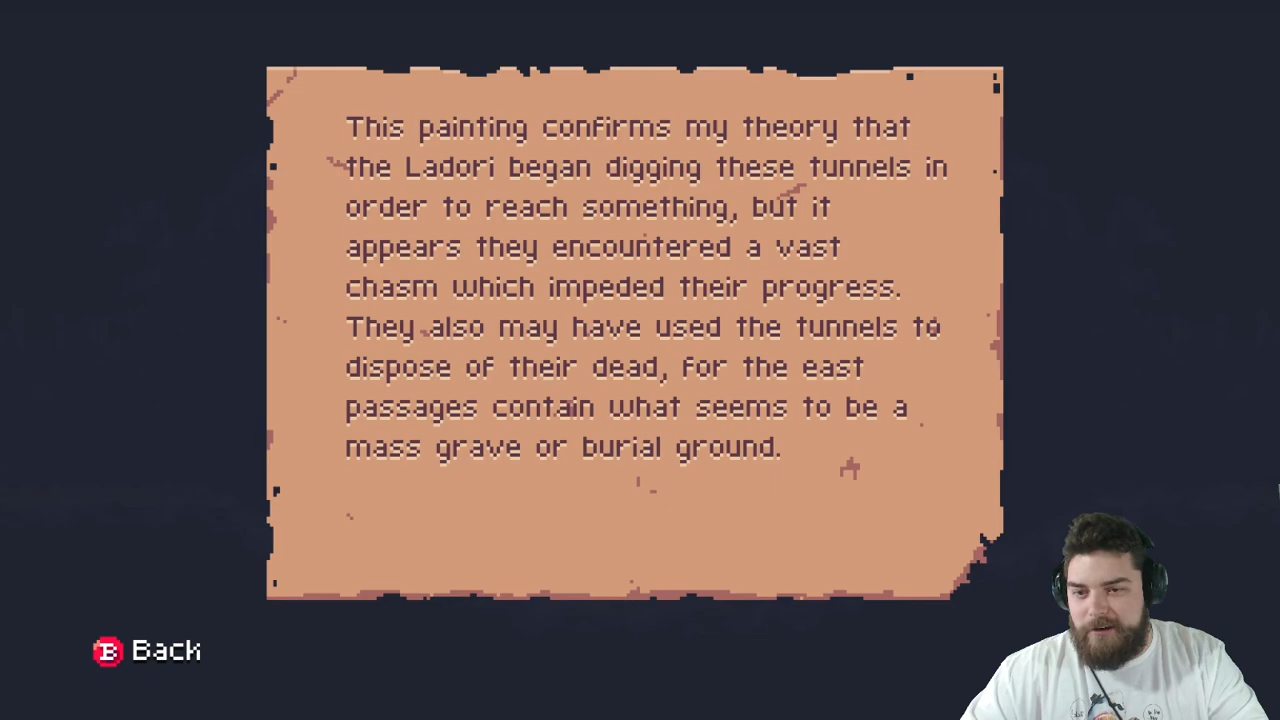 This painting confirms my theory that
the Ladori began digging these tunnels in
order to reach something, but it
appears they encountered a vast
chasm which impeded their progress.
They also may have used the tunnels to
dispose of their dead, for the east
passages contain what seems to be a
mass grave or burial ground.
B Back